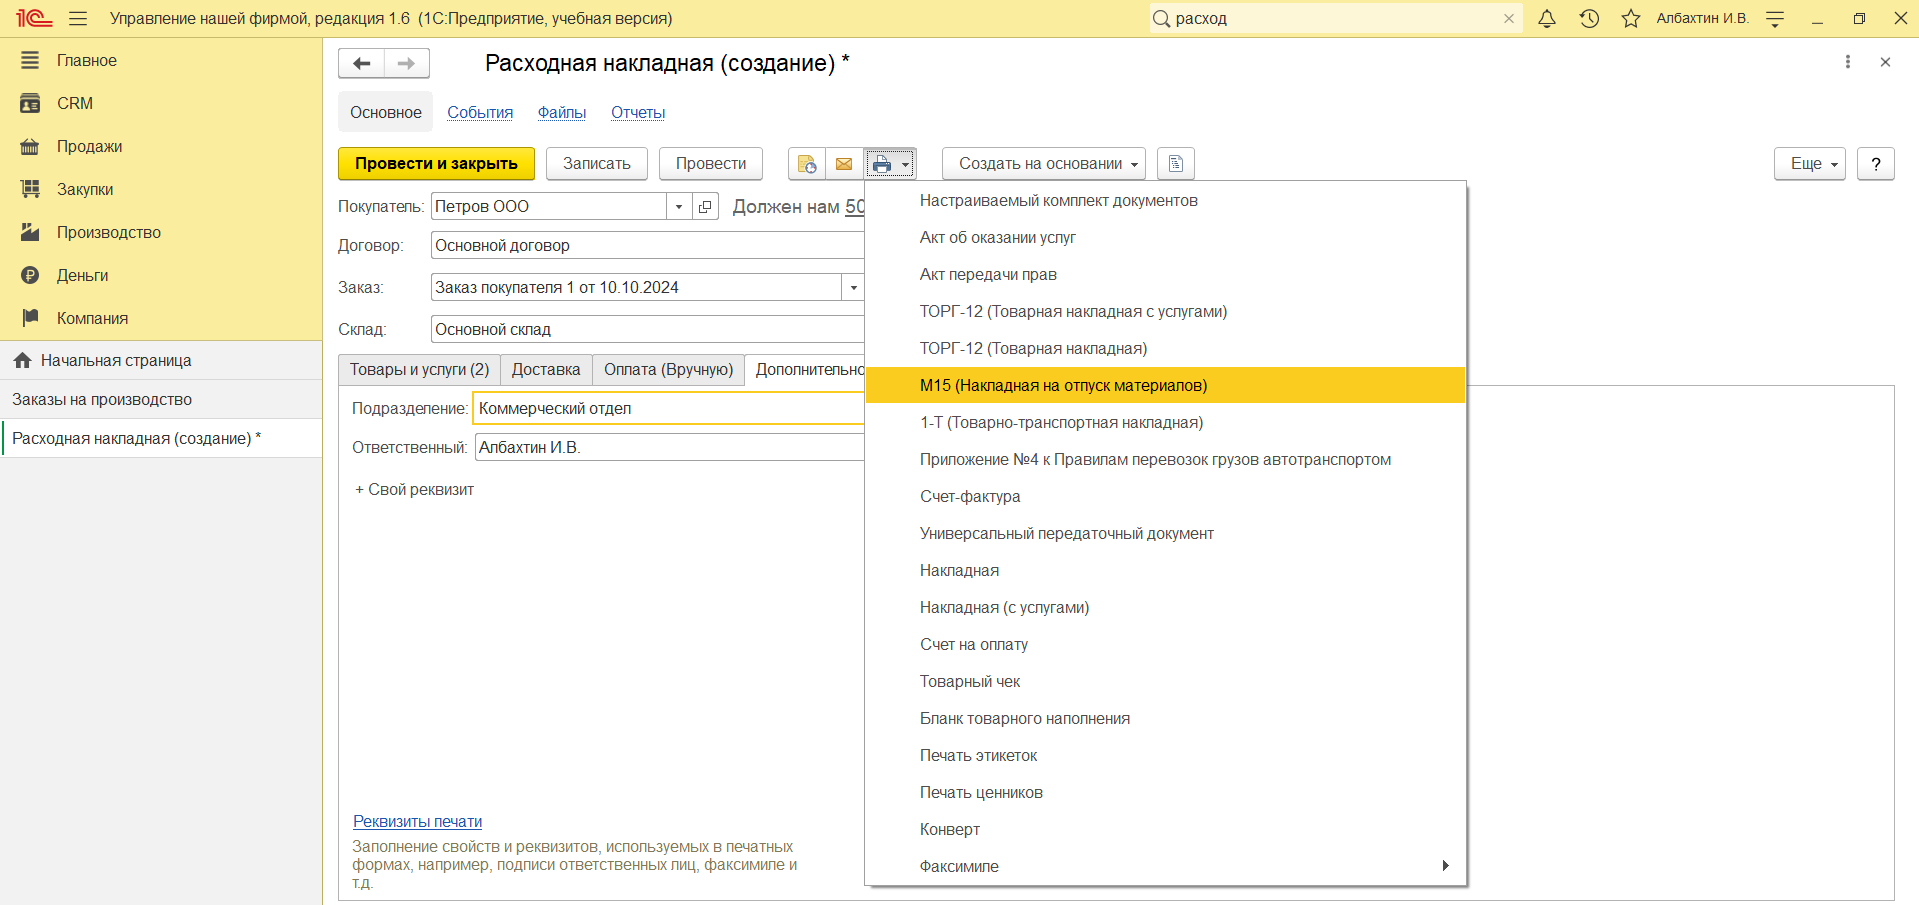 1С Управление нашей фирмой, редакция 1.6 (1С:Предприятие, учебная версия)
расход
Албахтин И.В.
Главное
CRM
Продажи
Закупки
Производство
Деньги
Компания
Начальная страница
Заказы на производство
Расходная накладная (создание) *
Расходная накладная (создание) *
Основное События Файлы Отчеты
Провести и закрыть Записать Провести Создать на основании Еще ?
Покупатель: Петров ООО Должен нам 50
Договор: Основной договор
Заказ: Заказ покупателя 1 от 10.10.2024
Склад: Основной склад
Товары и услуги (2) Доставка Оплата (Вручную) Дополнительно
Подразделение: Коммерческий отдел
Ответственный: Албахтин И.В.
+ Свой реквизит
Реквизиты печати
Заполнение свойств и реквизитов, используемых в печатных
формах, например, подписи ответственных лиц, факсимиле и
т.д.
Настраиваемый комплект документов
Акт об оказании услуг
Акт передачи прав
ТОРГ-12 (Товарная накладная с услугами)
ТОРГ-12 (Товарная накладная)
М15 (Накладная на отпуск материалов)
1-Т (Товарно-транспортная накладная)
Приложение №4 к Правилам перевозок грузов автотранспортом
Счет-фактура
Универсальный передаточный документ
Накладная
Накладная (с услугами)
Счет на оплату
Товарный чек
Бланк товарного наполнения
Печать этикеток
Печать ценников
Конверт
Факсимиле